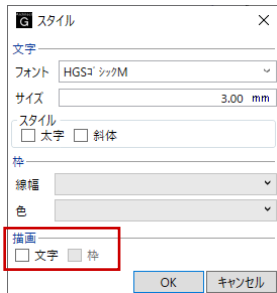 G スタイル
文字
フォント HGSｺﾞｼｯｸM
サイズ 3.00 mm
スタイル
太字 斜体
枠
線幅
色
描画
文字 枠
OK キャンセル